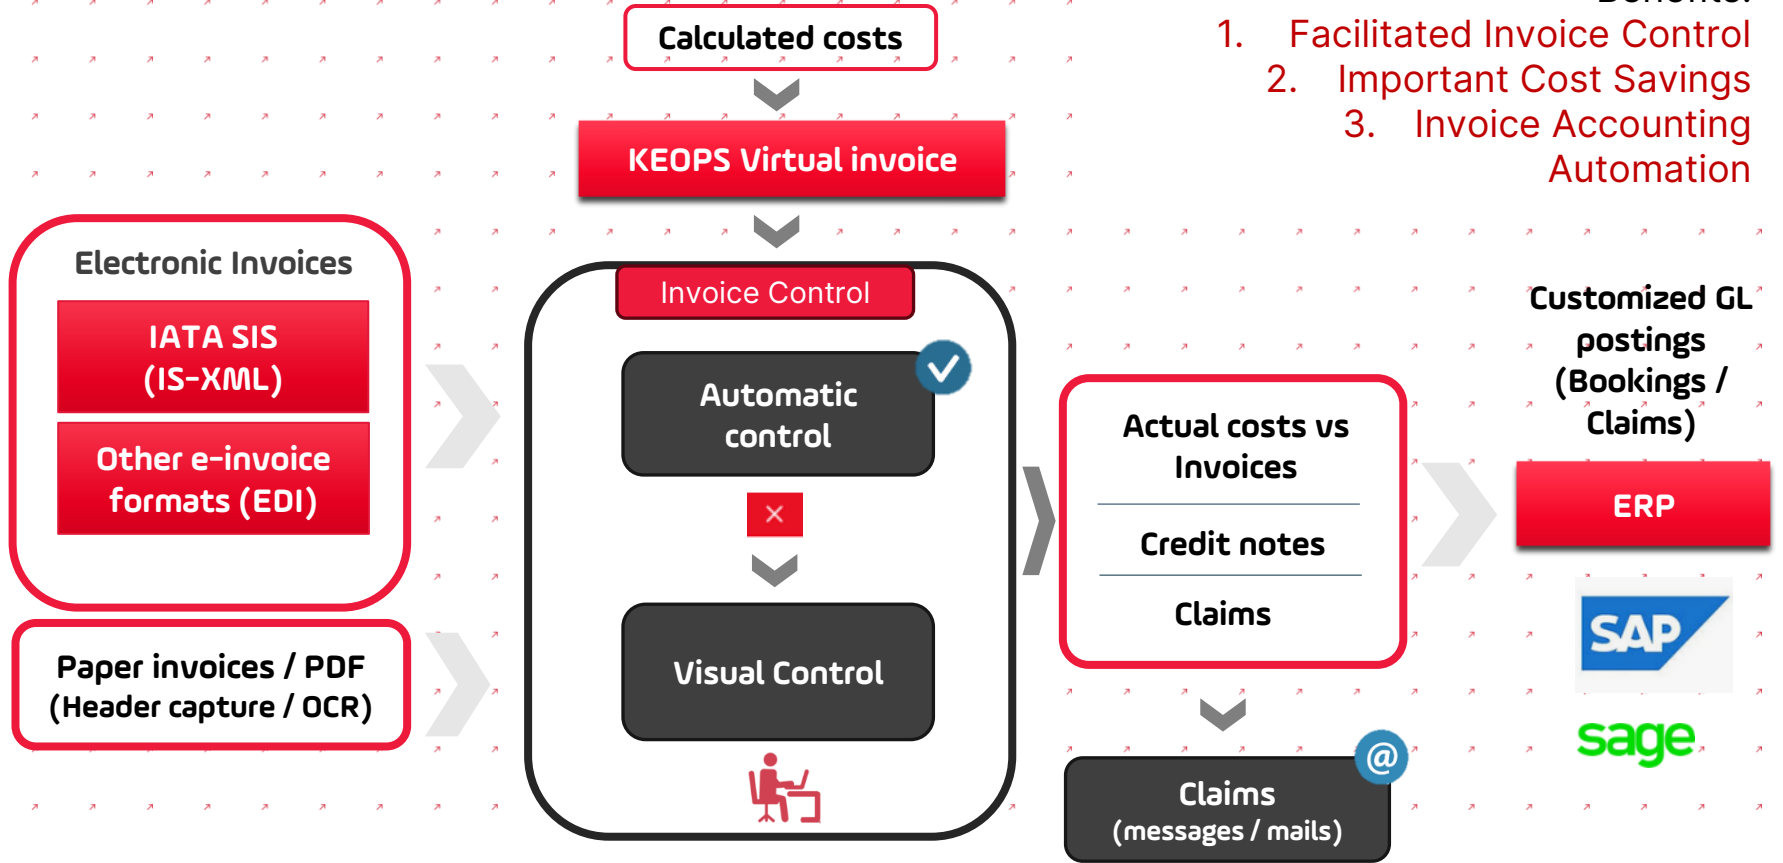 Calculated costs
KEOPS Virtual invoice
Benefits:
1. Facilitated Invoice Control
2. Important Cost Savings
3. Invoice Accounting
Automation
Electronic Invoices
IATA SIS
(IS-XML)
Other e-invoice
formats (EDI)
Paper invoices / PDF
(Header capture / OCR)
Invoice Control
Automatic
control
Visual Control
Actual costs vs
Invoices
Credit notes
Claims
@
Claims
(messages / mails)
Customized GL
postings
(Bookings /
Claims)
ERP
SAP
sage